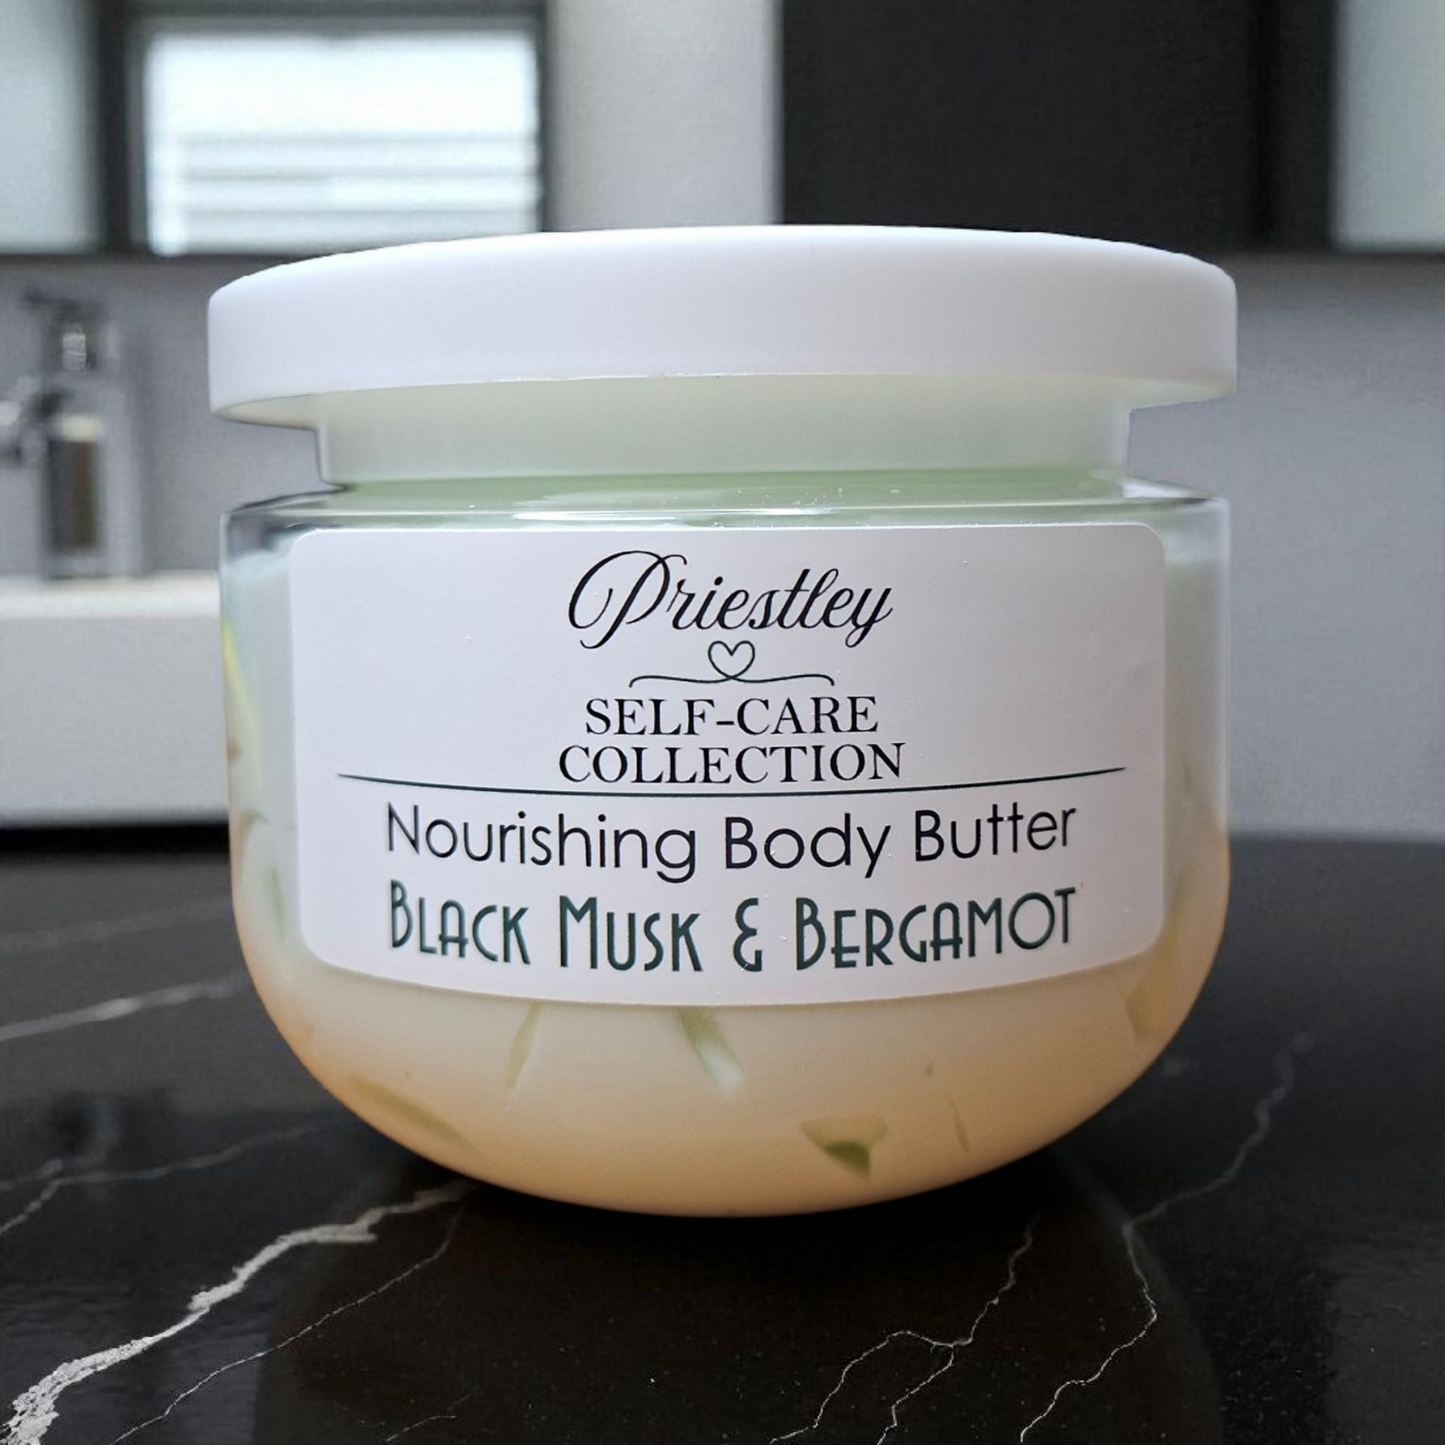 Priestley
SELF-CARE
COLLECTION
Nourishing Body Butter
BLACK MUSK & BERGAMOT